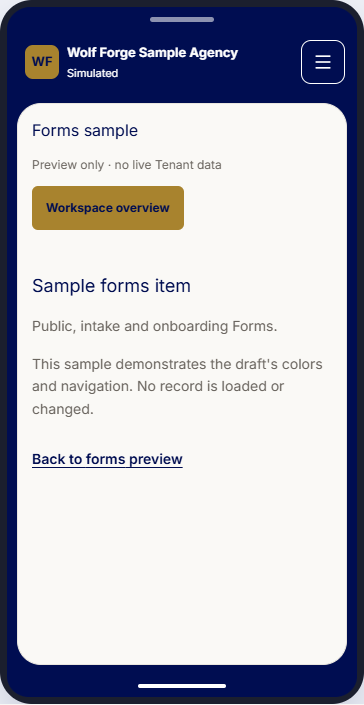 WF
Wolf Forge Sample Agency
Simulated
Forms sample
Preview only · no live Tenant data
Workspace overview
Sample forms item
Public, intake and onboarding Forms.
This sample demonstrates the draft's colors
and navigation. No record is loaded or
changed.
Back to forms preview